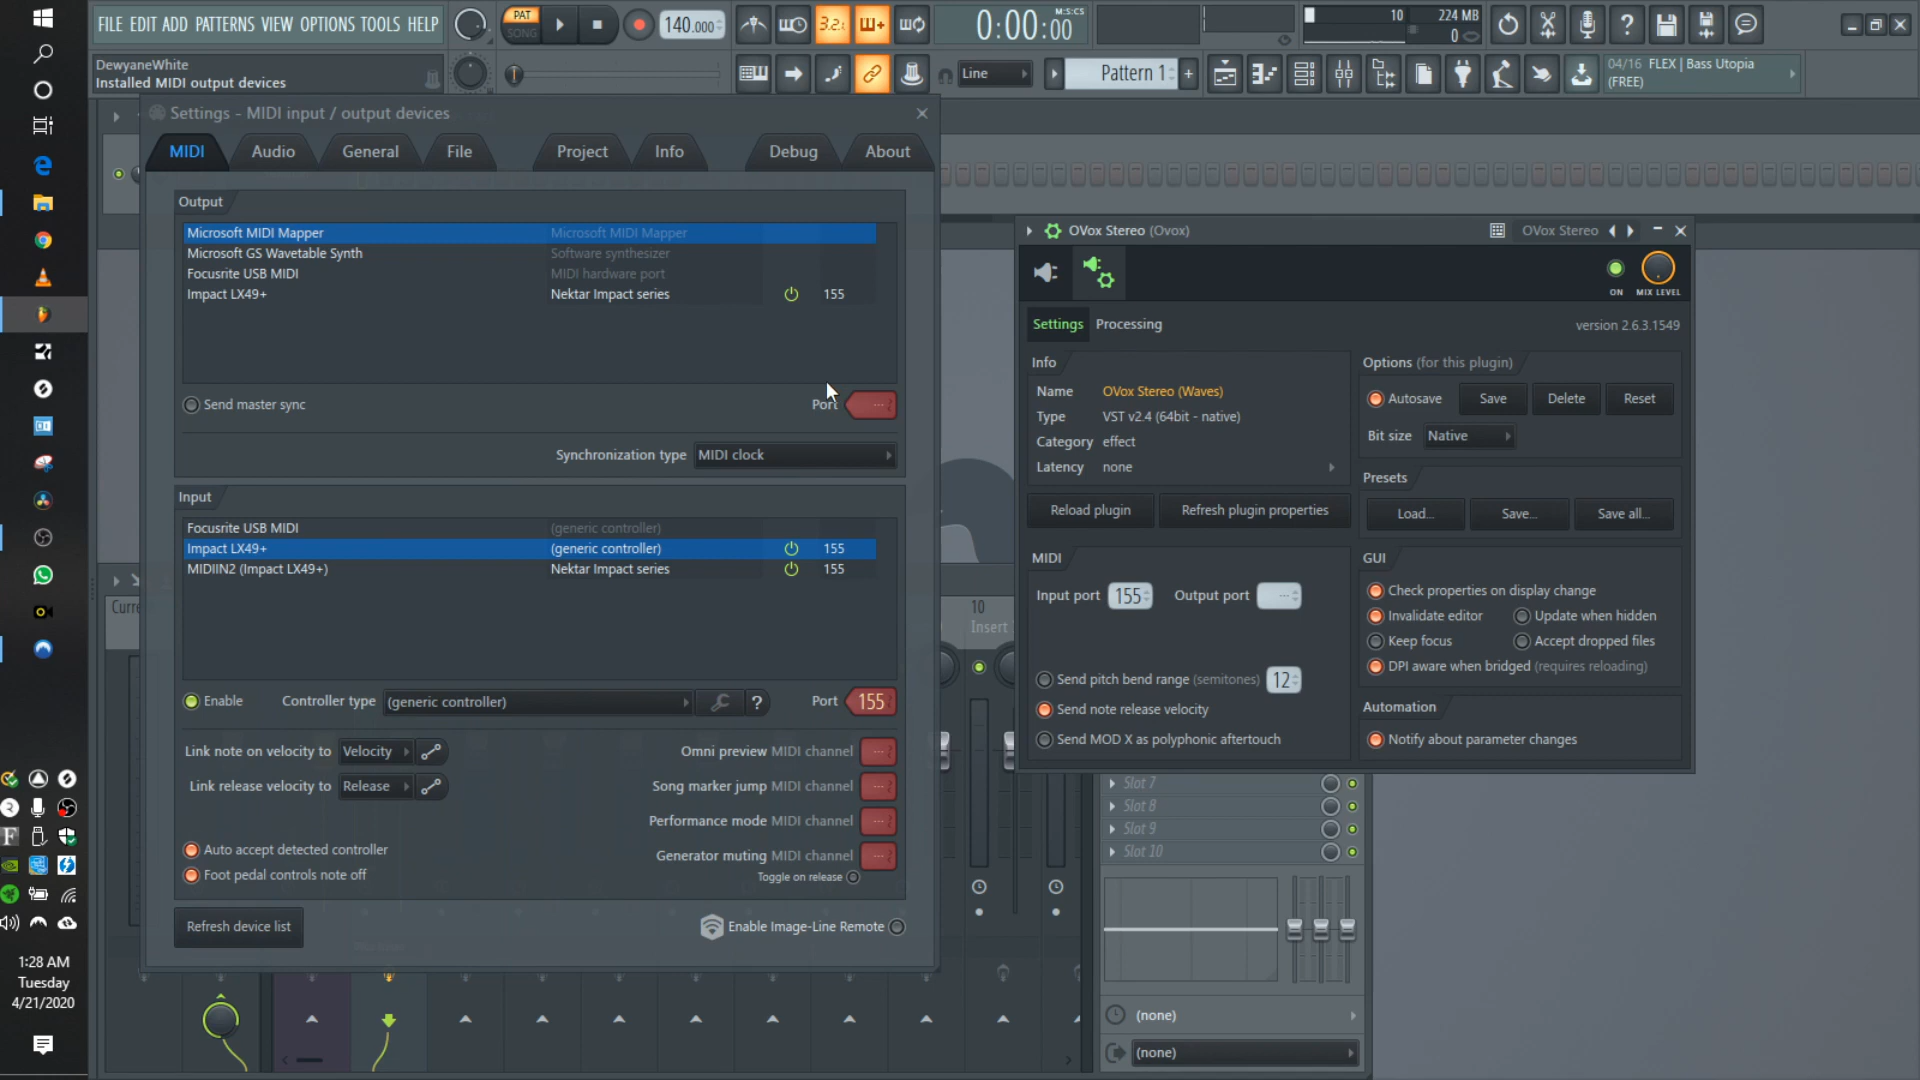 FILE EDIT ADD PATTERNS VIEW OPTIONS TOOLS HELP
PAT
SONG
140.000
3.2.1
0:00:00
M:S:CS
10
224 MB
0
DewyaneWhite
Installed MIDI output devices
Line
Pattern 1
04/16 FLEX | Bass Utopia
(FREE)
Settings - MIDI input / output devices
MIDI
Audio
General
File
Project
Info
Debug
About
Output
Microsoft MIDI Mapper Microsoft MIDI Mapper
Microsoft GS Wavetable Synth Software synthesizer
Focusrite USB MIDI MIDI hardware port
Impact LX49+ Nektar Impact series 155
Send master sync
Port ---
Synchronization type MIDI clock
Input
Focusrite USB MIDI (generic controller)
Impact LX49+ (generic controller) 155
MIDIIN2 (Impact LX49+) Nektar Impact series 155
Enable
Controller type (generic controller)
?
Port 155
Link note on velocity to Velocity
Omni preview MIDI channel ---
Link release velocity to Release
Song marker jump MIDI channel ---
Performance mode MIDI channel ---
Auto accept detected controller
Generator muting MIDI channel ---
Foot pedal controls note off
Toggle on release
Refresh device list
Enable Image-Line Remote
OVox Stereo (Ovox)
OVox Stereo
ON
MIX LEVEL
Settings
Processing
version 2.6.3.1549
Info
Name OVox Stereo (Waves)
Type VST v2.4 (64bit - native)
Category effect
Latency none
Reload plugin
Refresh plugin properties
Options (for this plugin)
Autosave
Save
Delete
Reset
Bit size Native
Presets
Load...
Save...
Save all...
MIDI
Input port 155
Output port ---
Send pitch bend range (semitones) 12
Send note release velocity
Send MOD X as polyphonic aftertouch
GUI
Check properties on display change
Invalidate editor
Update when hidden
Keep focus
Accept dropped files
DPI aware when bridged (requires reloading)
Automation
Notify about parameter changes
Curre
10
Insert
Slot 7
Slot 8
Slot 9
Slot 10
(none)
(none)
1:28 AM
Tuesday
4/21/2020